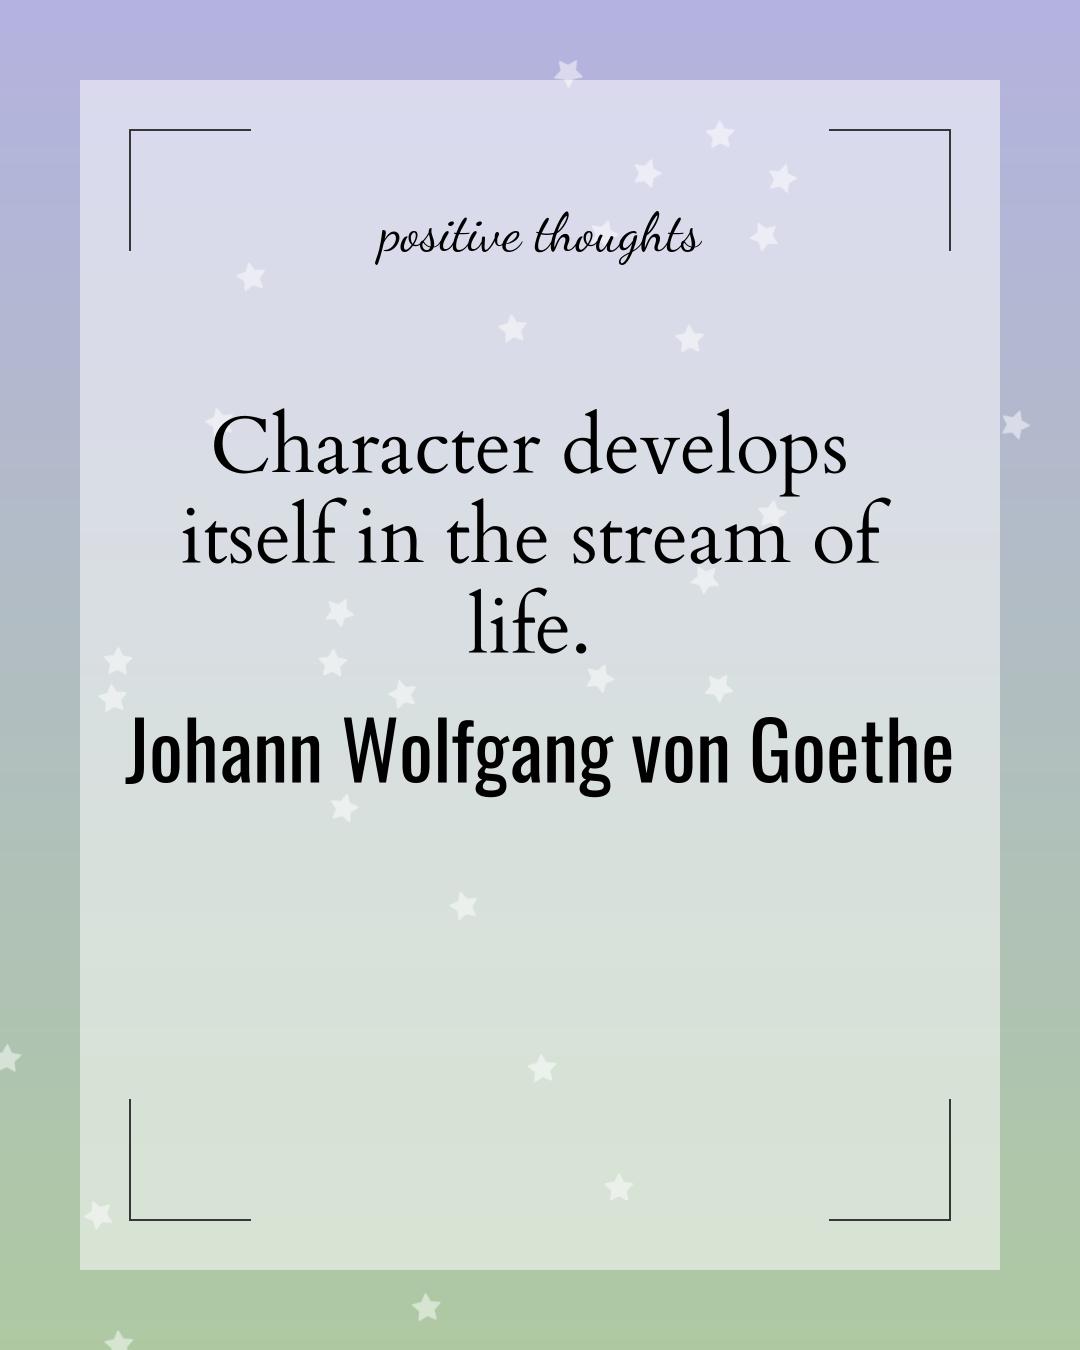 positive thoughts
Character develops
itself in the stream of
life.
Johann Wolfgang von Goethe